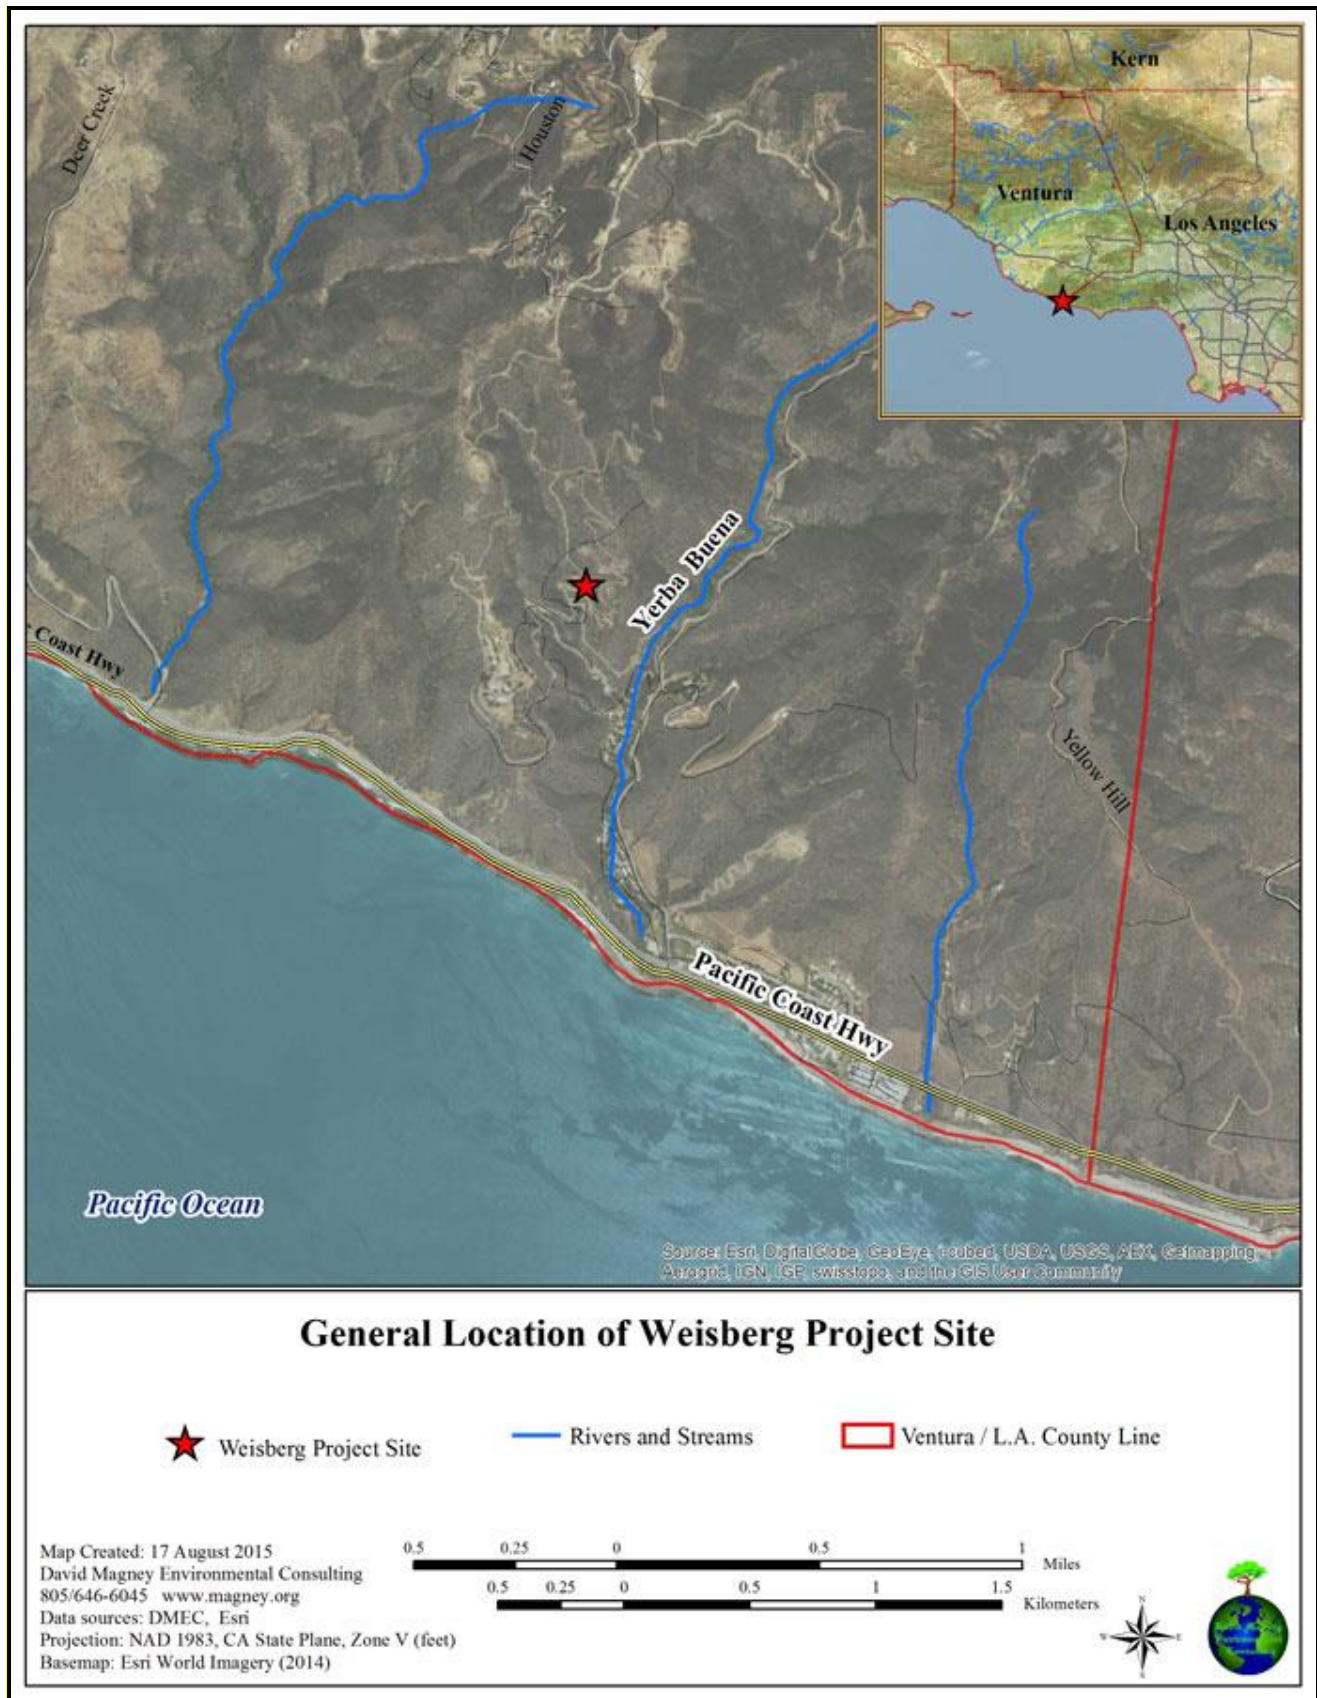 Deer Creek
Houston
Kern
Ventura
Los Angeles
Yerba Buena
Coast Hwy
Yellow Hill
Pacific Coast Hwy
Pacific Ocean
Source: Esri, DigitalGlobe, GeoEye, i-cubed, USDA, USGS, AEX, Getmapping,
Aerogrid, IGN, IGP, swisstopo, and the GIS User Community
General Location of Weisberg Project Site
Weisberg Project Site
Rivers and Streams
Ventura / L.A. County Line
Map Created: 17 August 2015
David Magney Environmental Consulting
805/646-6045 www.magney.org
Data sources: DMEC, Esri
Projection: NAD 1983, CA State Plane, Zone V (feet)
Basemap: Esri World Imagery (2014)
0.5 0.25 0 0.5 1
Miles
0.5 0.25 0 0.5 1 1.5
Kilometers
N
W E
S